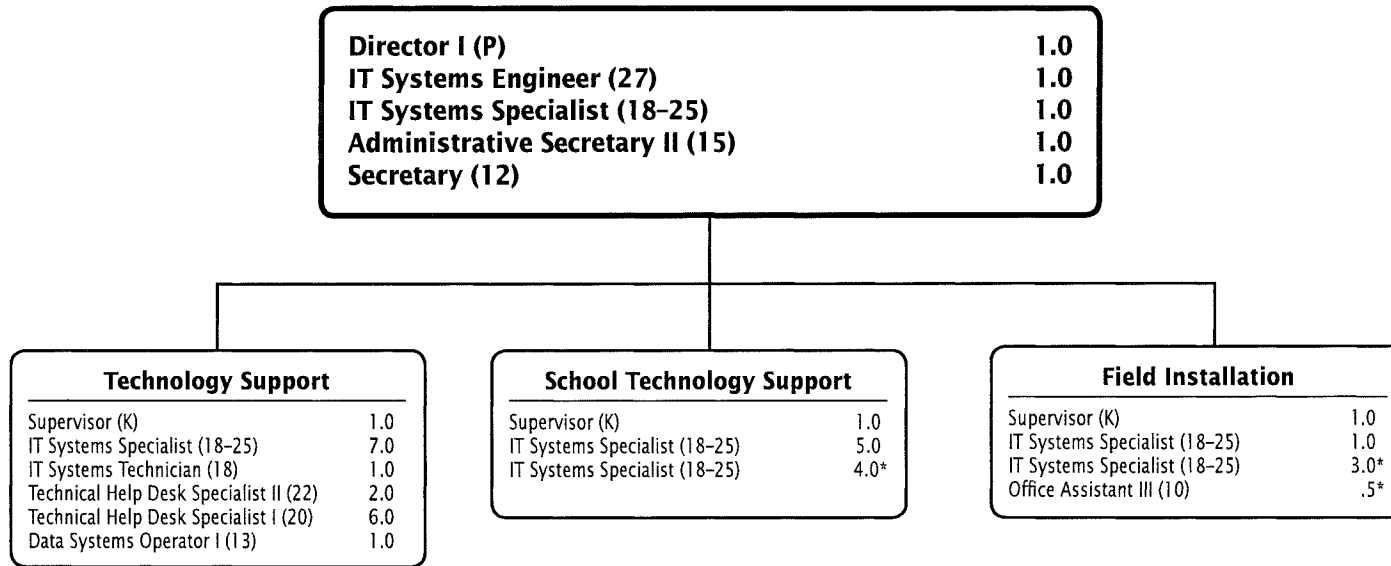 Director I (P) 1.0
IT Systems Engineer (27) 1.0
IT Systems Specialist (18–25) 1.0
Administrative Secretary II (15) 1.0
Secretary (12) 1.0
Technology Support
Supervisor (K) 1.0
IT Systems Specialist (18–25) 7.0
IT Systems Technician (18) 1.0
Technical Help Desk Specialist II (22) 2.0
Technical Help Desk Specialist I (20) 6.0
Data Systems Operator I (13) 1.0
School Technology Support
Supervisor (K) 1.0
IT Systems Specialist (18–25) 5.0
IT Systems Specialist (18–25) 4.0*
Field Installation
Supervisor (K) 1.0
IT Systems Specialist (18–25) 1.0
IT Systems Specialist (18–25) 3.0*
Office Assistant III (10) .5*